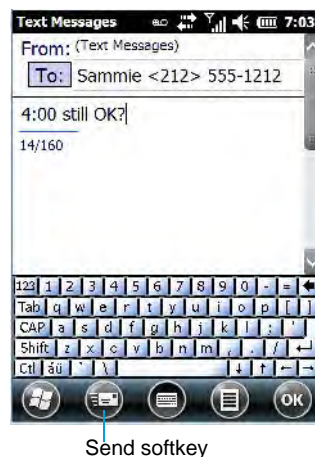 Text Messages 7:03
From: (Text Messages)
To: Sammie <212> 555-1212
4:00 still OK?
14/160
123 1 2 3 4 5 6 7 8 9 0 - =
Tab q w e r t y u i o p [ ]
CAP a s d f g h j k l ; '
Shift z x c v b n m , . /
Ctl áü ` \
OK
Send softkey